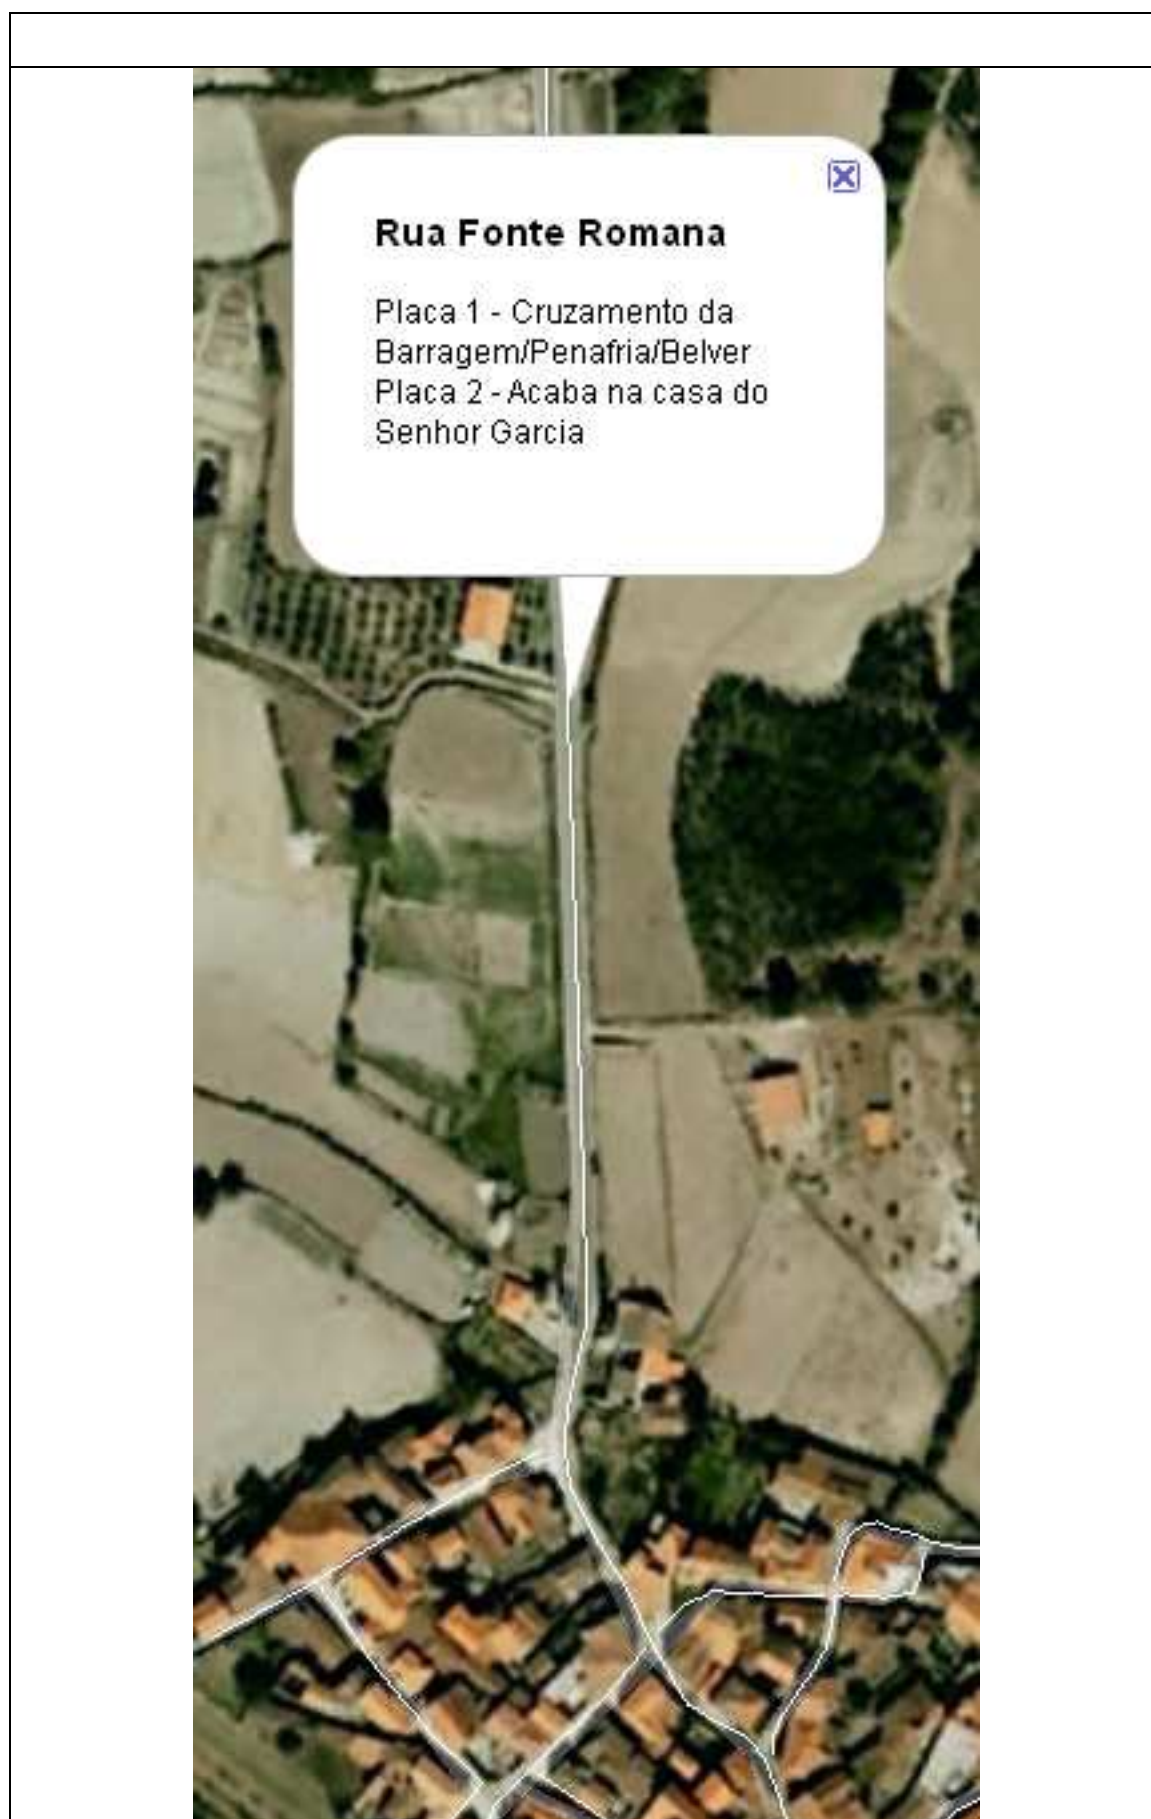 Rua Fonte Romana
Placa 1 - Cruzamento da
Barragem/Penafria/Belver
Placa 2 - Acaba na casa do
Senhor Garcia